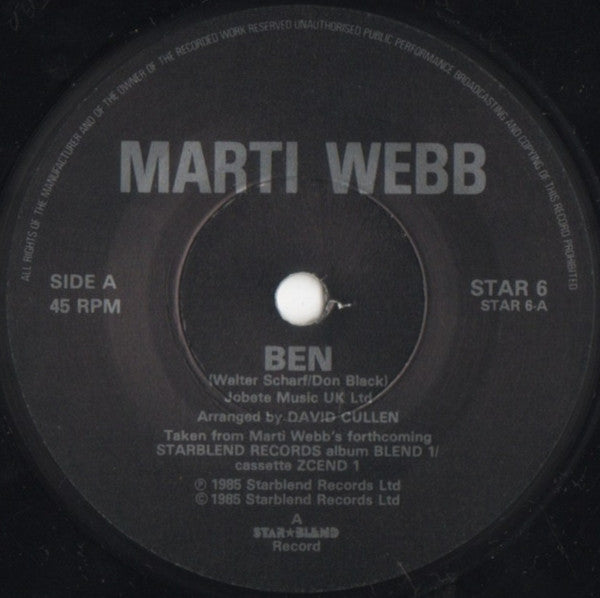 ALL RIGHTS OF THE MANUFACTURER AND OF THE OWNER OF THE RECORDED WORK RESERVED UNAUTHORISED PUBLIC PERFORMANCE BROADCASTING AND COPYING OF THIS RECORD PROHIBITED
MARTI WEBB
SIDE A
45 RPM
STAR 6
STAR 6-A
BEN
(Walter Scharf/Don Black)
Jobete Music UK Ltd
Arranged by DAVID CULLEN
Taken from Marti Webb's forthcoming
STARBLEND RECORDS album BLEND 1/
cassette ZCEND 1
℗ 1985 Starblend Records Ltd
© 1985 Starblend Records Ltd
A
STAR★BLEND
Record